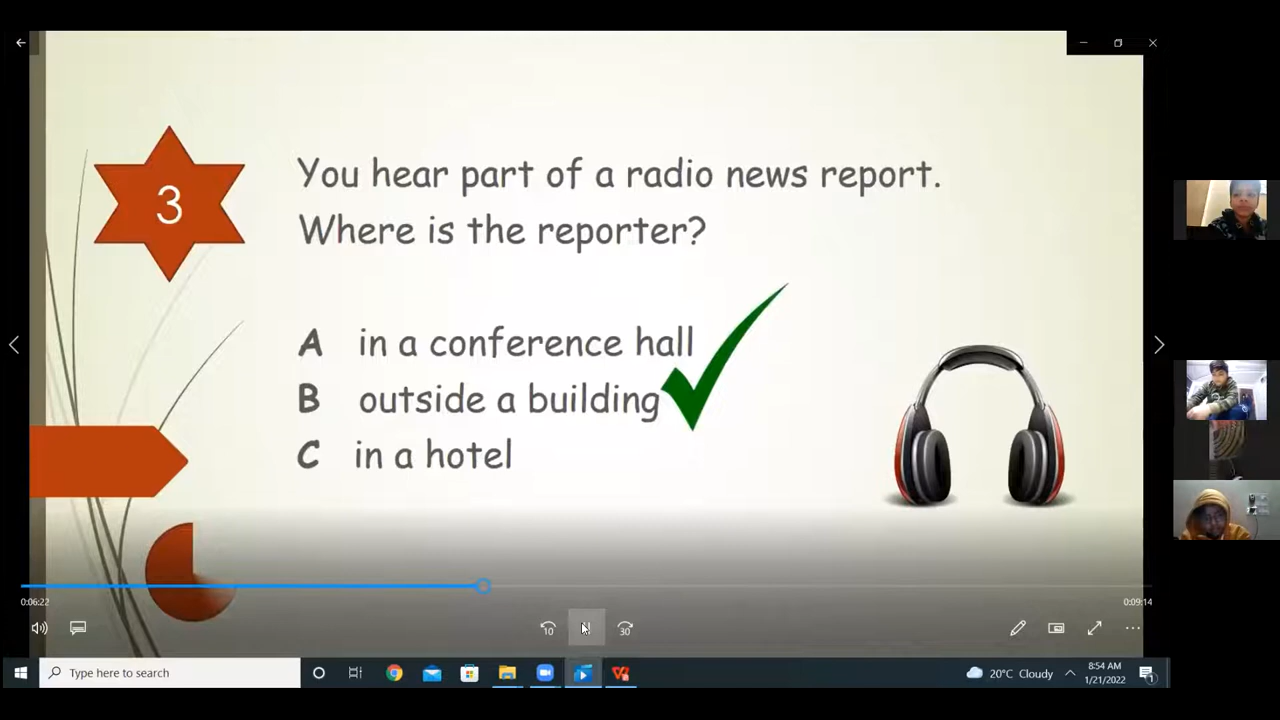 You hear part of a radio news report.
3
Where is the reporter?
A in a conference hall
B outside a building
C in a hotel
0:06:22
0:09:14
10
30
Type here to search
20°C Cloudy
8:54 AM
1/21/2022
1